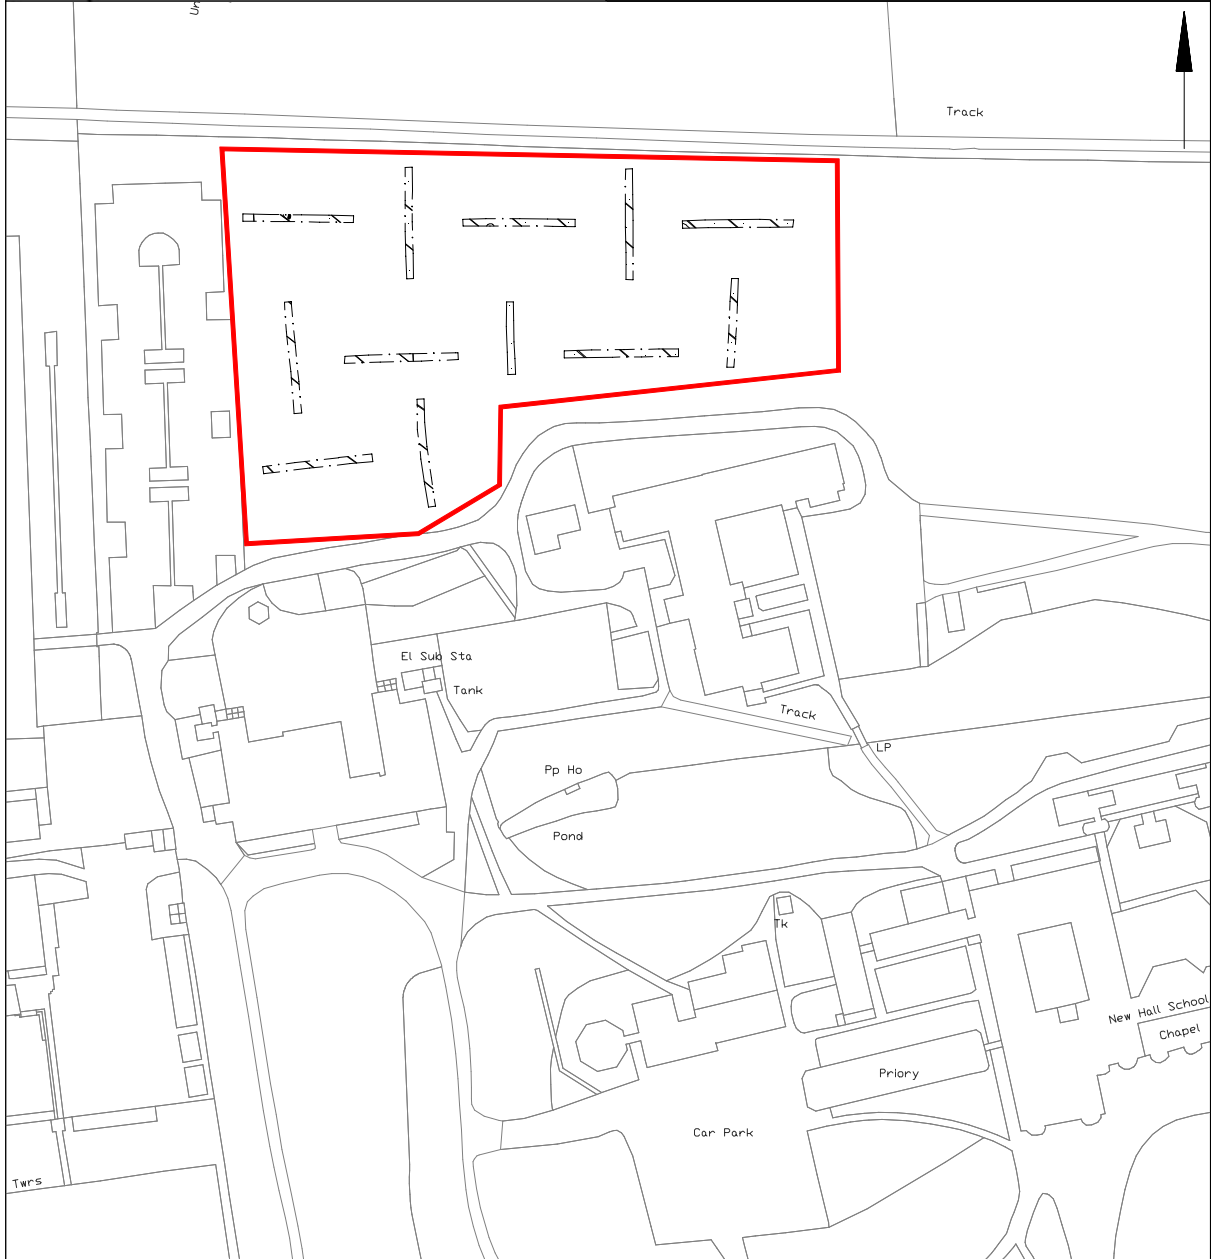 Track
El Sub Sta
Tank
Track
LP
Pp Ho
Pond
Tk
New Hall School
Chapel
Priory
Car Park
Twrs